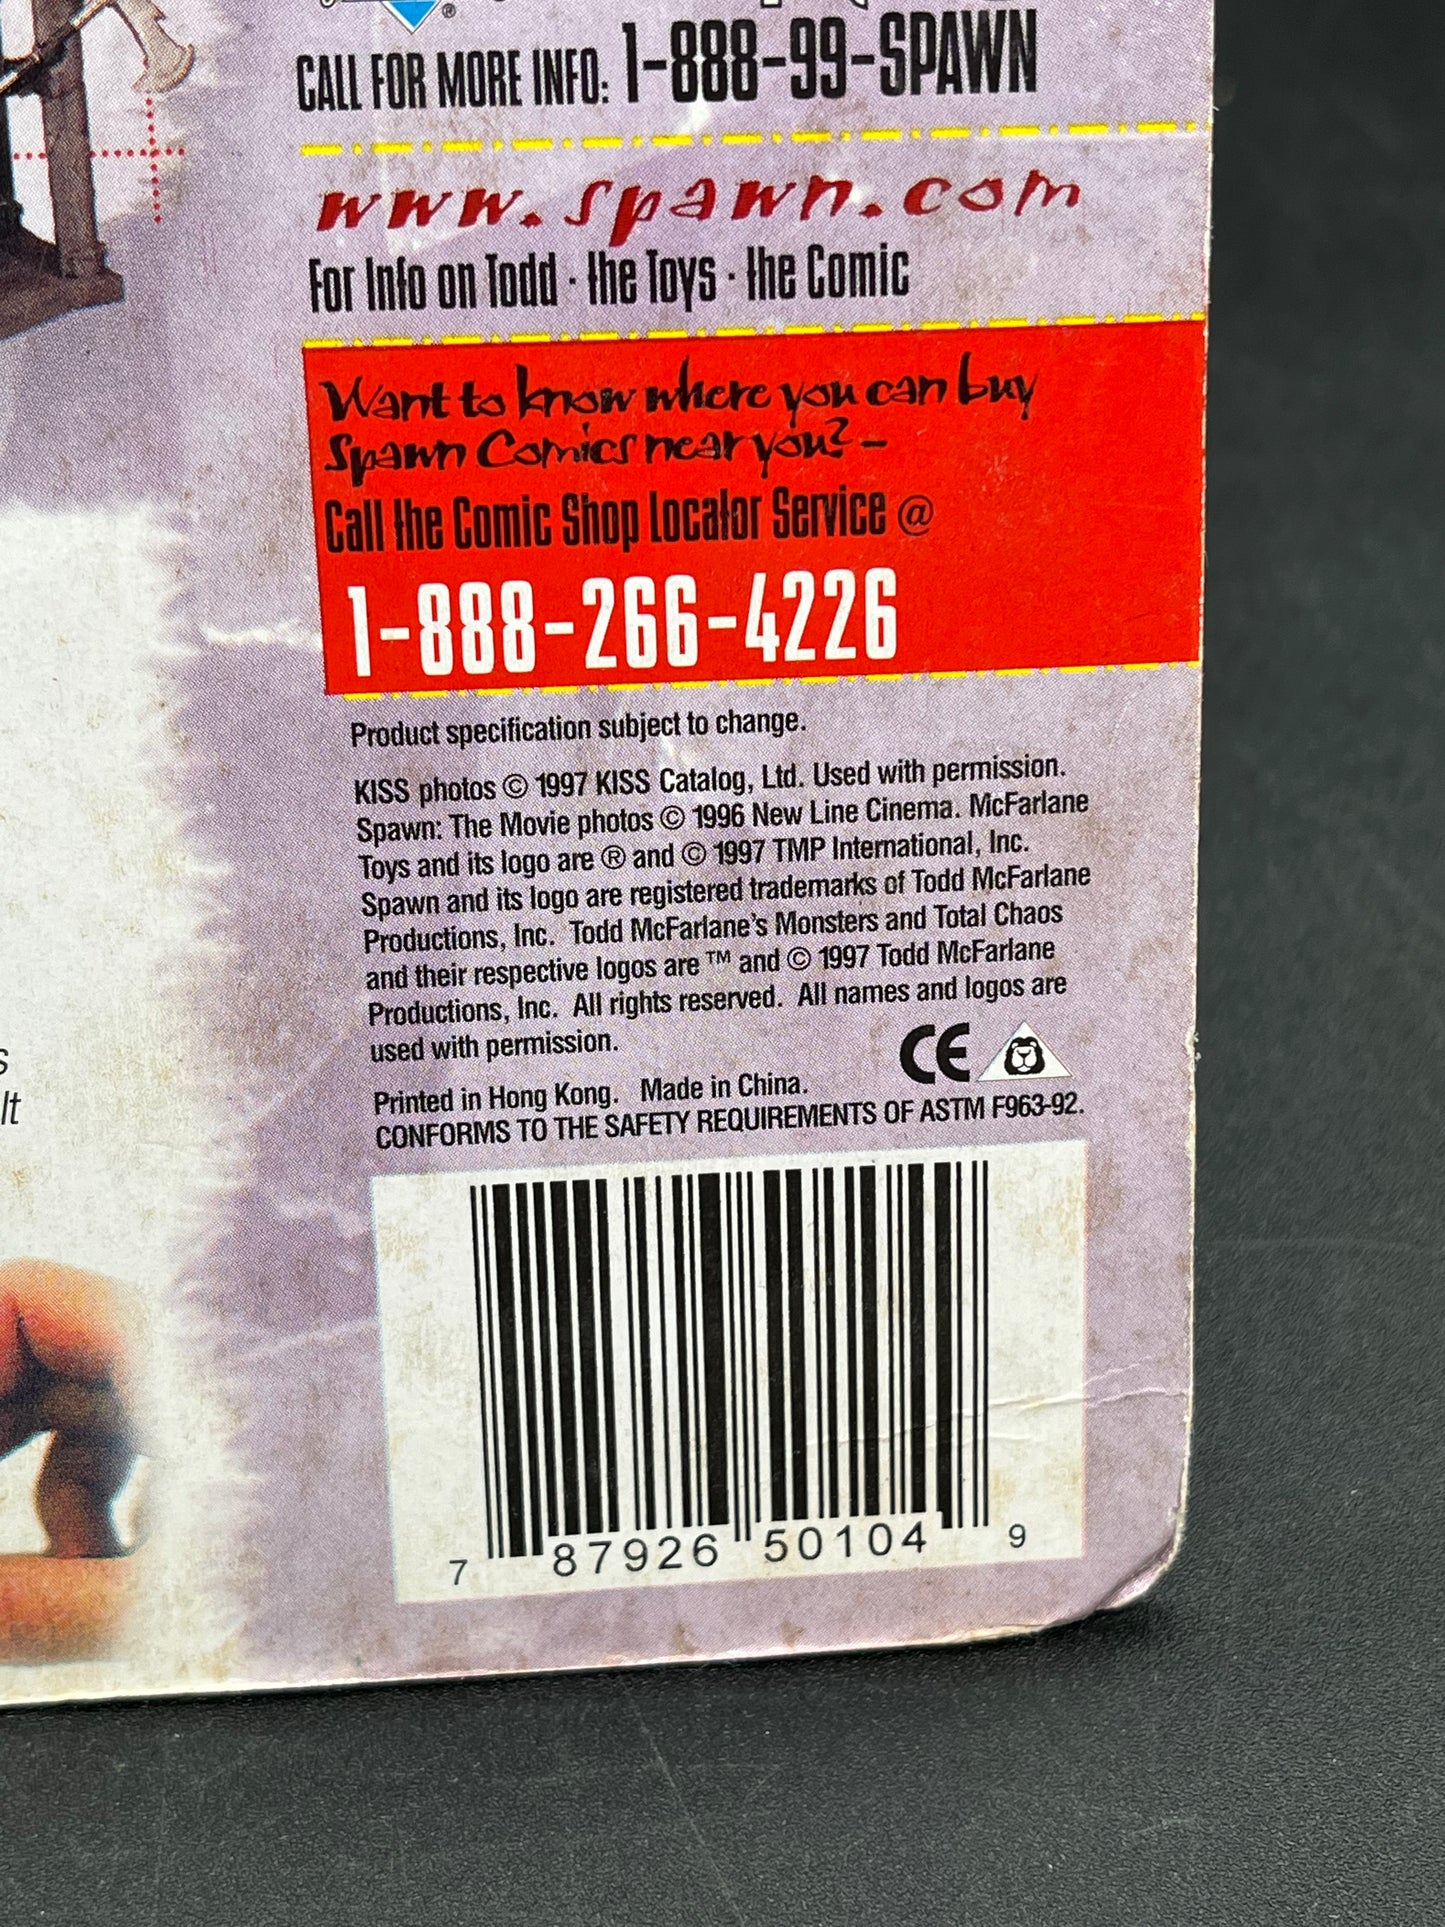 ®
CALL FOR MORE INFO: 1-888-99-SPAWN
www.spawn.com
For Info on Todd · the Toys · the Comic
Want to know where you can buy
Spawn Comics near you? –
Call the Comic Shop Locator Service @
1-888-266-4226
Product specification subject to change.
KISS photos © 1997 KISS Catalog, Ltd. Used with permission.
Spawn: The Movie photos © 1996 New Line Cinema. McFarlane
Toys and its logo are ® and © 1997 TMP International, Inc.
Spawn and its logo are registered trademarks of Todd McFarlane
Productions, Inc. Todd McFarlane's Monsters and Total Chaos
and their respective logos are ™ and © 1997 Todd McFarlane
Productions, Inc. All rights reserved. All names and logos are
used with permission.
CE
Printed in Hong Kong. Made in China.
CONFORMS TO THE SAFETY REQUIREMENTS OF ASTM F963-92.
It
7 87926 50104 9